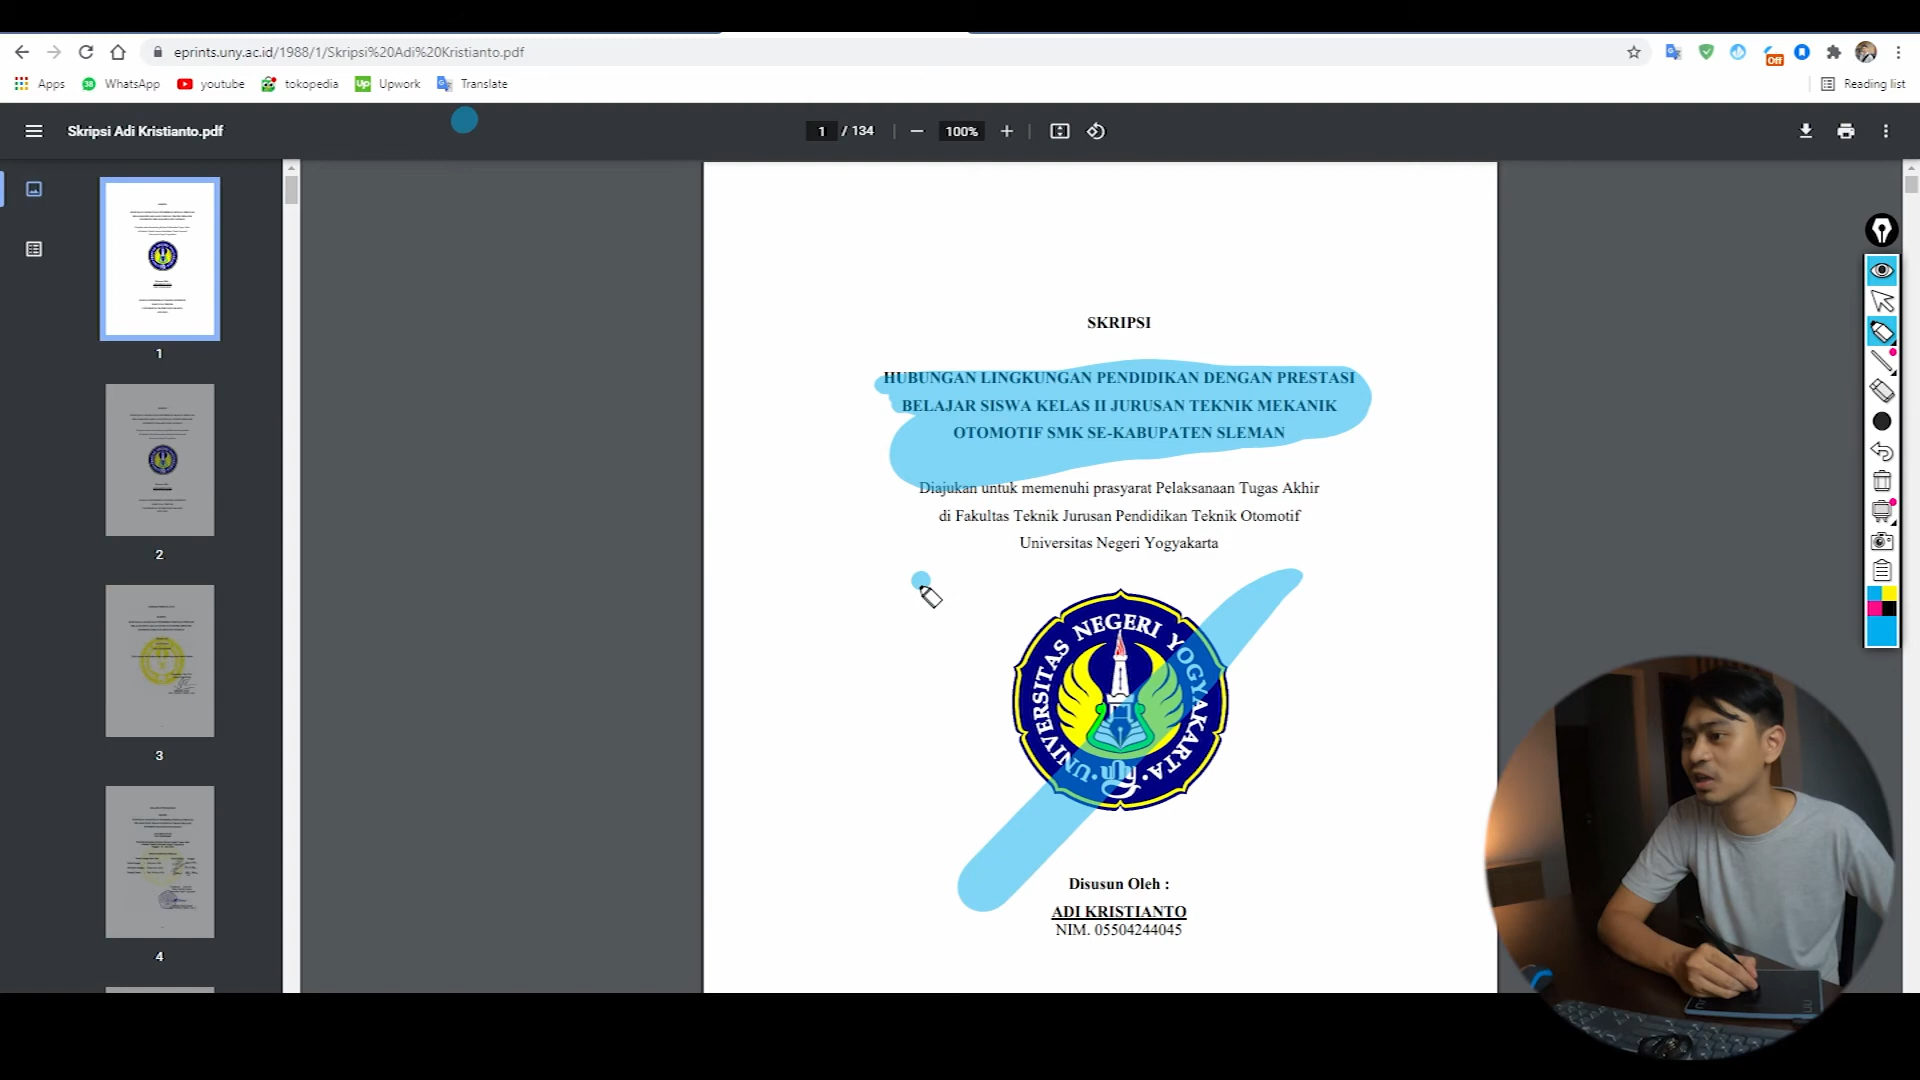 eprints.uny.ac.id/1988/1/Skripsi%20Adi%20Kristianto.pdf
Off
Apps
38
WhatsApp
youtube
tokopedia
Up
Upwork
Translate
Reading list
Skripsi Adi Kristianto.pdf
1 / 134
100%
1
2
3
4
SKRIPSI
HUBUNGAN LINGKUNGAN PENDIDIKAN DENGAN PRESTASI
BELAJAR SISWA KELAS II JURUSAN TEKNIK MEKANIK
OTOMOTIF SMK SE-KABUPATEN SLEMAN
Diajukan untuk memenuhi prasyarat Pelaksanaan Tugas Akhir
di Fakultas Teknik Jurusan Pendidikan Teknik Otomotif
Universitas Negeri Yogyakarta
UNIVERSITAS NEGERI YOGYAKARTA
Disusun Oleh :
ADI KRISTIANTO
NIM. 05504244045